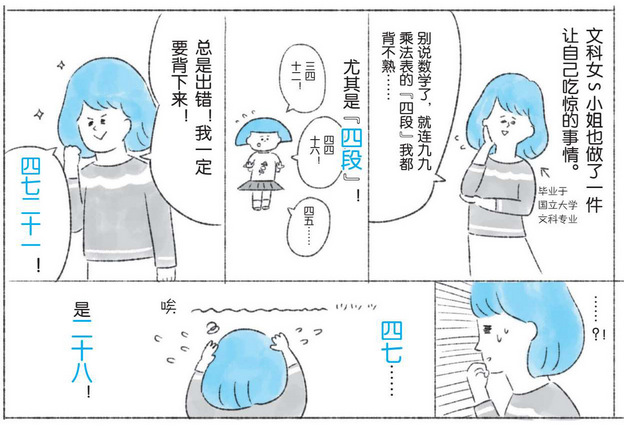 文科女S小姐也做了一件
让自己吃惊的事情。
别说数学了，就连九九
乘法表的『四段』我都
背不熟……
毕业于
国立大学
文科专业
尤其是『四段』！
三四
十二！
四四
十六！
四五……
总是出错！我一定
要背下来！
四七二十一！
……?!
四七……
唉
是二十八！